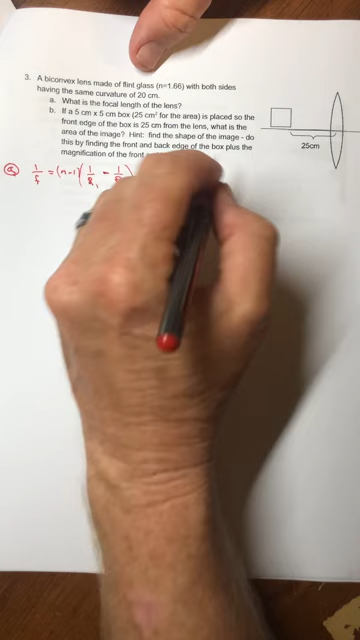 3. A biconvex lens made of flint glass (n=1.66) with both sides
having the same curvature of 20 cm.
a. What is the focal length of the lens?
b. If a 5 cm x 5 cm box (25 cm² for the area) is placed so the
front edge of the box is 25 cm from the lens, what is the
area of the image? Hint: find the shape of the image - do
this by finding the front and back edge of the box plus the
magnification of the front
25cm
ⓐ 1/f = (n-1)(1/R₁ - 1/R